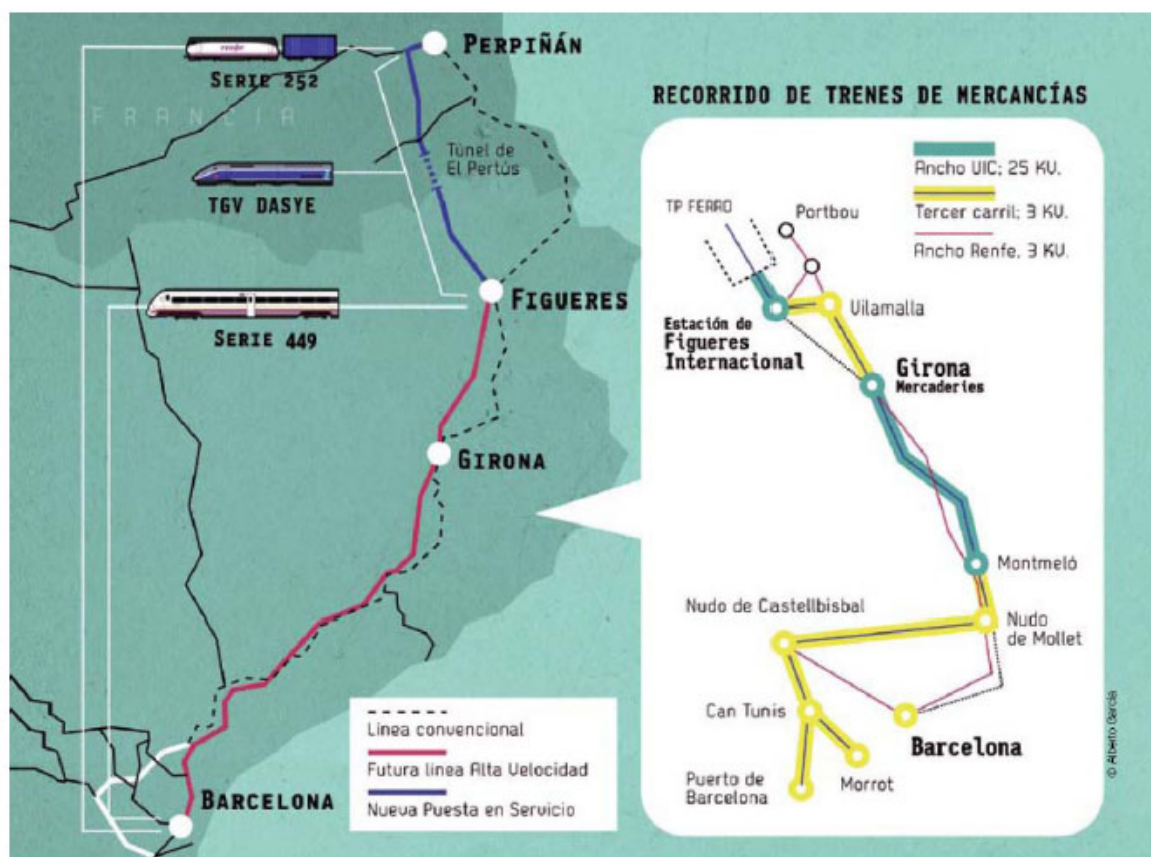 PERPIÑÁN
renfe
SERIE 252
FRANCIA
Túnel de
El Pertús
TGV DASYE
FIGUERES
SERIE 449
GIRONA
BARCELONA
Línea convencional
Futura línea Alta Velocidad
Nueva Puesta en Servicio
RECORRIDO DE TRENES DE MERCANCÍAS
Ancho UIC; 25 KV.
Tercer carril; 3 KV.
Ancho Renfe, 3 KV.
TP FERRO
Portbou
Vilamalla
Estación de
Figueres
Internacional
Girona
Mercaderies
Montmeló
Nudo de Castellbisbal
Nudo
de Mollet
Can Tunis
Barcelona
Puerto de
Barcelona
Morrot
© Alberto García